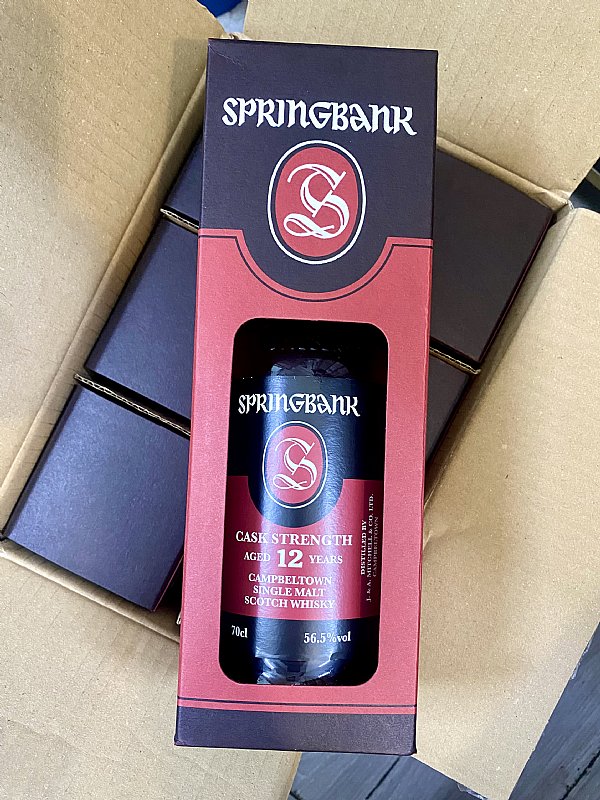 SPRINGBANK
S
SPRINGBANK
S
CASK STRENGTH
AGED 12 YEARS
CAMPBELTOWN
SINGLE MALT
SCOTCH WHISKY
70cl 56.5%vol
DISTILLED BY
J. & A. MITCHELL & CO. LTD.
CAMPBELTOWN